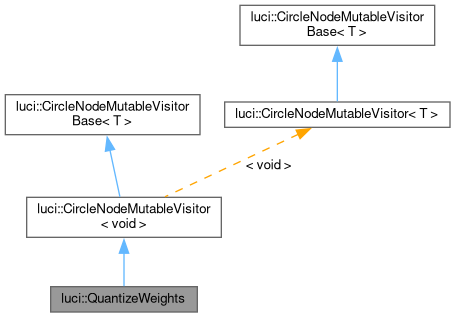 luci::CircleNodeMutableVisitor
Base< T >
luci::CircleNodeMutableVisitor
Base< T >
luci::CircleNodeMutableVisitor< T >
< void >
luci::CircleNodeMutableVisitor
< void >
luci::QuantizeWeights